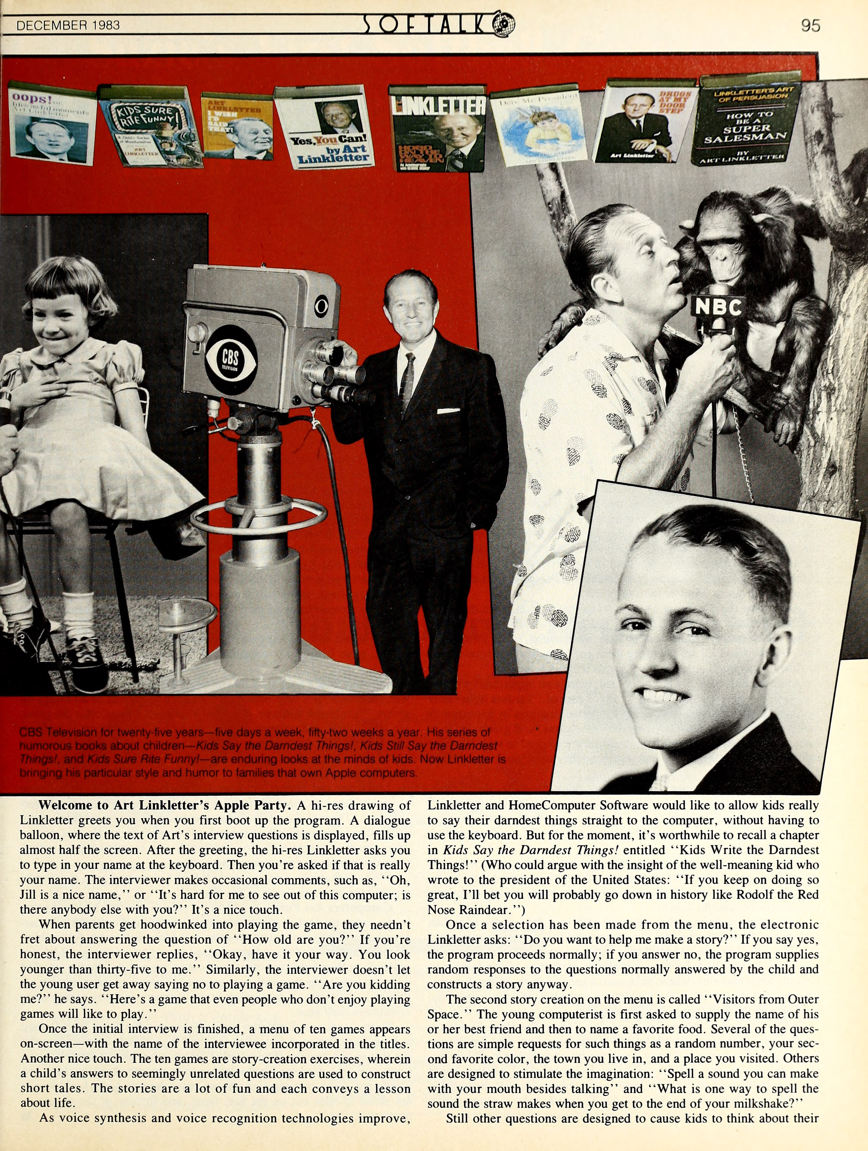 DECEMBER 1983
SOFTALK
95
oops!
Art Linkletter
KIDS SURE
RITE FUNNY!
ART
LINKLETTER
ART
LINKLETTER
I WISH
I'D
SAID
THAT!
Yes, You Can!
by Art
Linkletter
LINKLETTER
HOBO
ON THE
WAY TO
HEAVEN
Dear Mr. President
DRUGS
AT MY
DOOR
STEP
Art Linkletter
LINKLETTER'S ART
OF PERSUASION
HOW TO
BE A
SUPER
SALESMAN
BY
ART LINKLETTER
CBS
TELEVISION
NBC
CBS Television for twenty-five years—five days a week, fifty-two weeks a year. His series of
humorous books about children—Kids Say the Darndest Things!, Kids Still Say the Darndest
Things!, and Kids Sure Rite Funny!—are enduring looks at the minds of kids. Now Linkletter is
bringing his particular style and humor to families that own Apple computers.
Welcome to Art Linkletter's Apple Party. A hi-res drawing of
Linkletter greets you when you first boot up the program. A dialogue
balloon, where the text of Art's interview questions is displayed, fills up
almost half the screen. After the greeting, the hi-res Linkletter asks you
to type in your name at the keyboard. Then you're asked if that is really
your name. The interviewer makes occasional comments, such as, "Oh,
Jill is a nice name," or "It's hard for me to see out of this computer; is
there anybody else with you?" It's a nice touch.
When parents get hoodwinked into playing the game, they needn't
fret about answering the question of "How old are you?" If you're
honest, the interviewer replies, "Okay, have it your way. You look
younger than thirty-five to me." Similarly, the interviewer doesn't let
the young user get away saying no to playing a game. "Are you kidding
me?" he says. "Here's a game that even people who don't enjoy playing
games will like to play."
Once the initial interview is finished, a menu of ten games appears
on-screen—with the name of the interviewee incorporated in the titles.
Another nice touch. The ten games are story-creation exercises, wherein
a child's answers to seemingly unrelated questions are used to construct
short tales. The stories are a lot of fun and each conveys a lesson
about life.
As voice synthesis and voice recognition technologies improve,
Linkletter and HomeComputer Software would like to allow kids really
to say their darndest things straight to the computer, without having to
use the keyboard. But for the moment, it's worthwhile to recall a chapter
in Kids Say the Darndest Things! entitled "Kids Write the Darndest
Things!" (Who could argue with the insight of the well-meaning kid who
wrote to the president of the United States: "If you keep on doing so
great, I'll bet you will probably go down in history like Rodolf the Red
Nose Raindear.")
Once a selection has been made from the menu, the electronic
Linkletter asks: "Do you want to help me make a story?" If you say yes,
the program proceeds normally; if you answer no, the program supplies
random responses to the questions normally answered by the child and
constructs a story anyway.
The second story creation on the menu is called "Visitors from Outer
Space." The young computerist is first asked to supply the name of his
or her best friend and then to name a favorite food. Several of the ques-
tions are simple requests for such things as a random number, your sec-
ond favorite color, the town you live in, and a place you visited. Others
are designed to stimulate the imagination: "Spell a sound you can make
with your mouth besides talking" and "What is one way to spell the
sound the straw makes when you get to the end of your milkshake?"
Still other questions are designed to cause kids to think about their